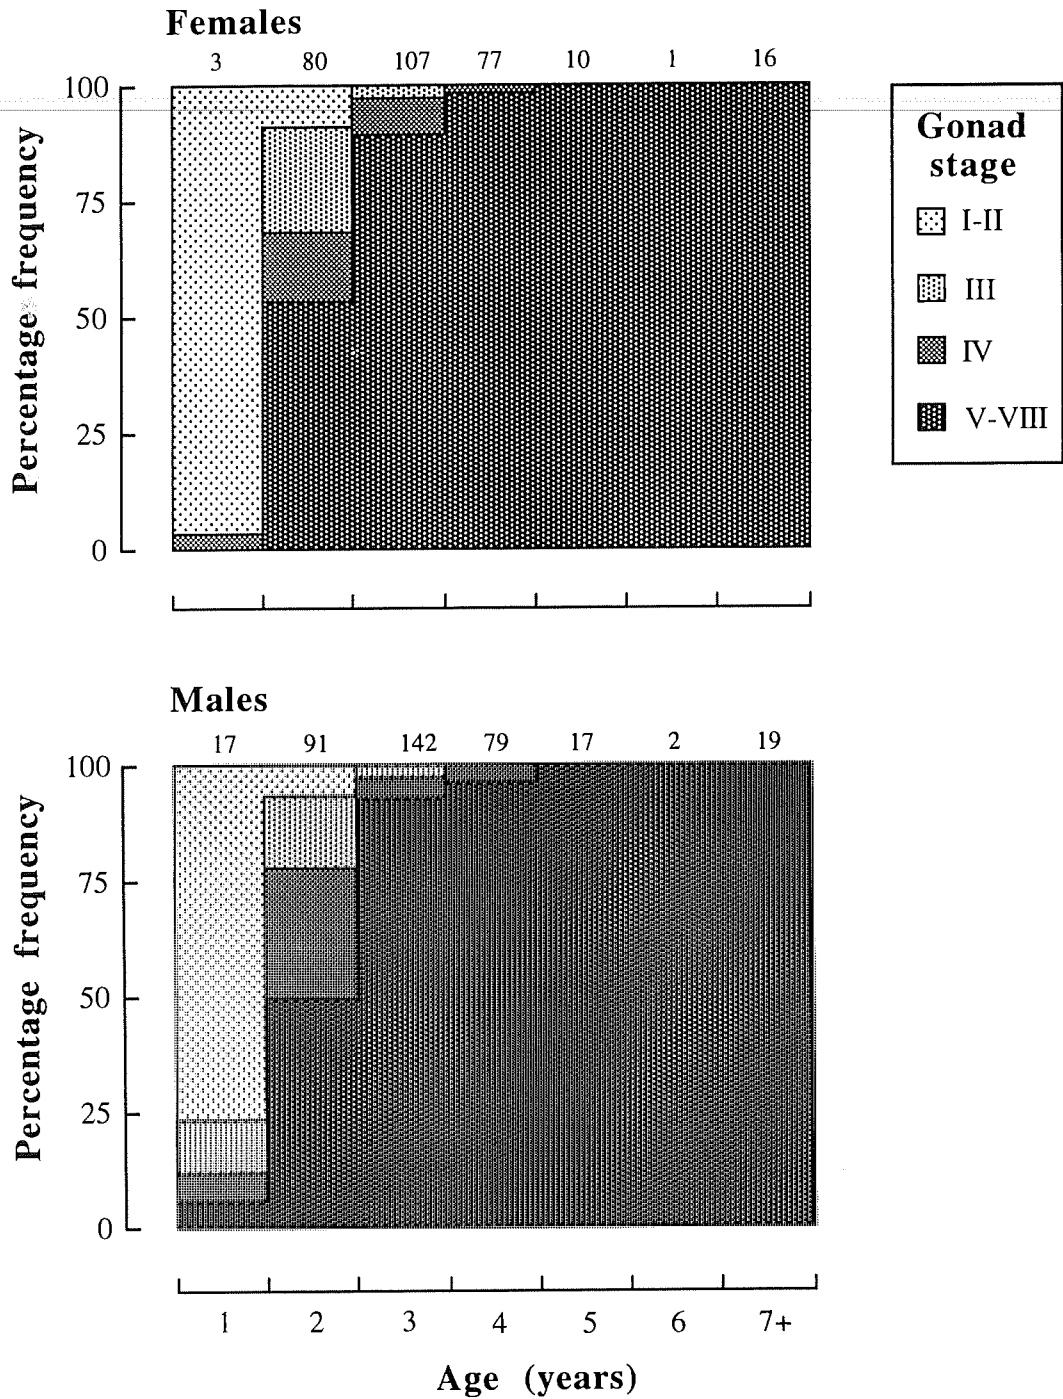 Females
3 80 107 77 10 1 16
100
75
50
25
0
Percentage frequency
Gonad
stage
I-II
III
IV
V-VIII
Males
17 91 142 79 17 2 19
100
75
50
25
0
Percentage frequency
1 2 3 4 5 6 7+
Age (years)